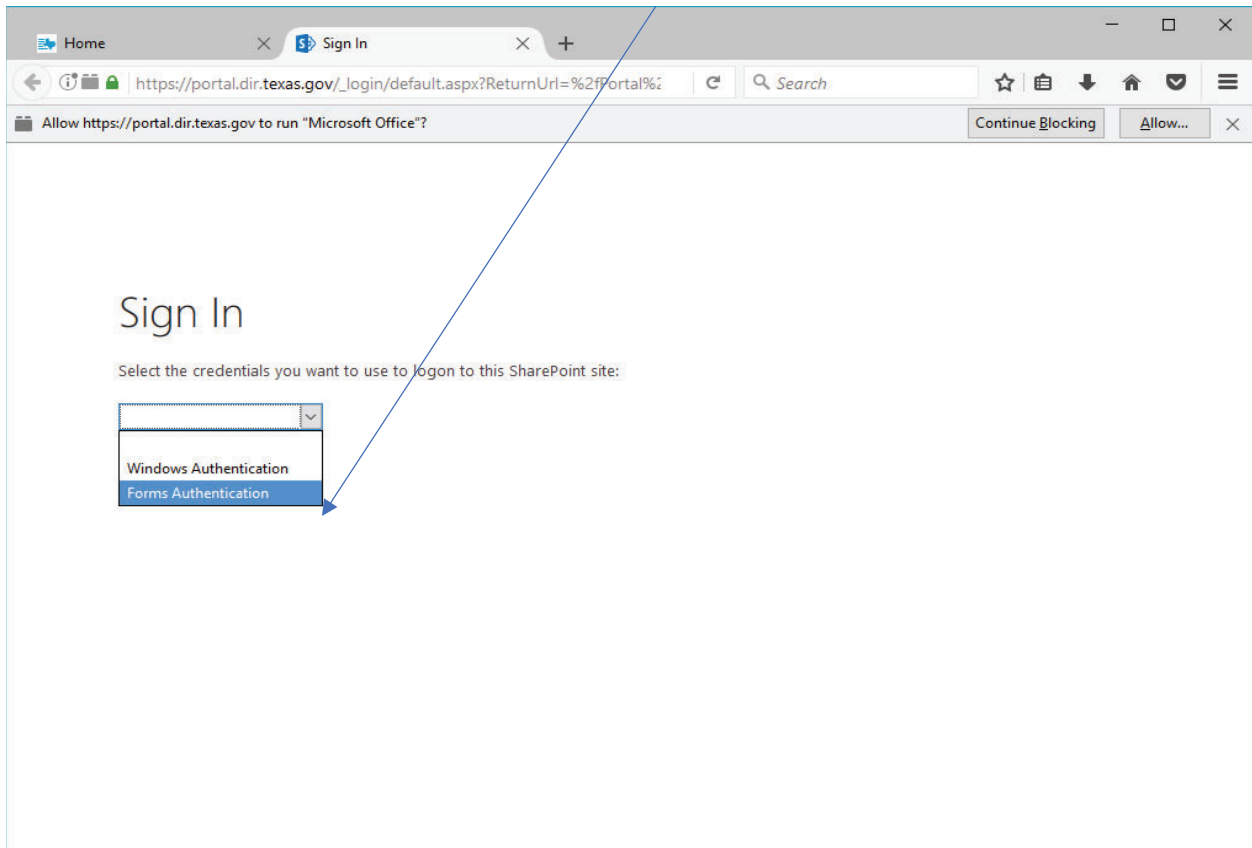 Home
Sign In
https://portal.dir.texas.gov/_login/default.aspx?ReturnUrl=%2fPortal%2
Search
Allow https://portal.dir.texas.gov to run "Microsoft Office"?
Continue Blocking
Allow...
Sign In
Select the credentials you want to use to logon to this SharePoint site:
Windows Authentication
Forms Authentication